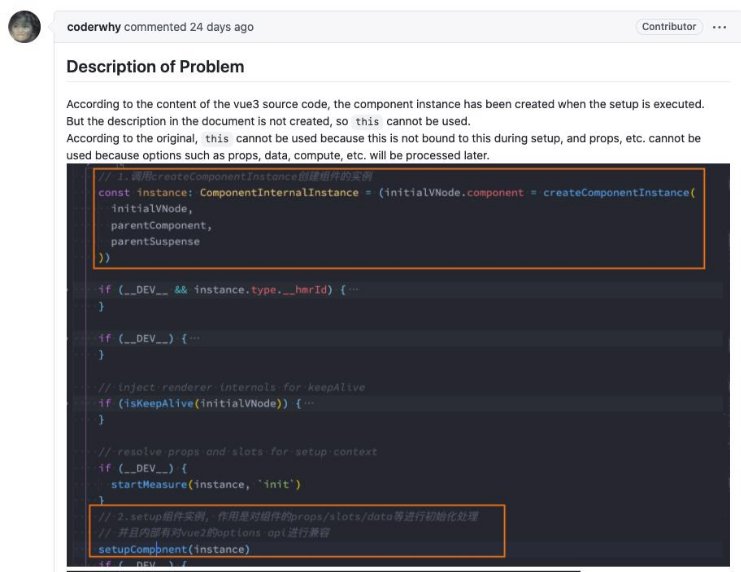 coderwhy commented 24 days ago
Contributor
Description of Problem
According to the content of the vue3 source code, the component instance has been created when the setup is executed.
But the description in the document is not created, so this cannot be used.
According to the original, this cannot be used because this is not bound to this during setup, and props, etc. cannot be
used because options such as props, data, compute, etc. will be processed later.
// 1.调用createComponentInstance创建组件的实例
const instance: ComponentInternalInstance = (initialVNode.component = createComponentInstance(
initialVNode,
parentComponent,
parentSuspense
))
if (__DEV__ && instance.type.__hmrId) {…
}
if (__DEV__) {…
}
// inject renderer internals for keepAlive
if (isKeepAlive(initialVNode)) {…
}
// resolve props and slots for setup context
if (__DEV__) {
startMeasure(instance, `init`)
}
// 2.setup组件实例, 作用是对组件的props/slots/data等进行初始化处理
// 并且内部有对vue2的options api进行兼容
setupComponent(instance)
if (__DEV__) {